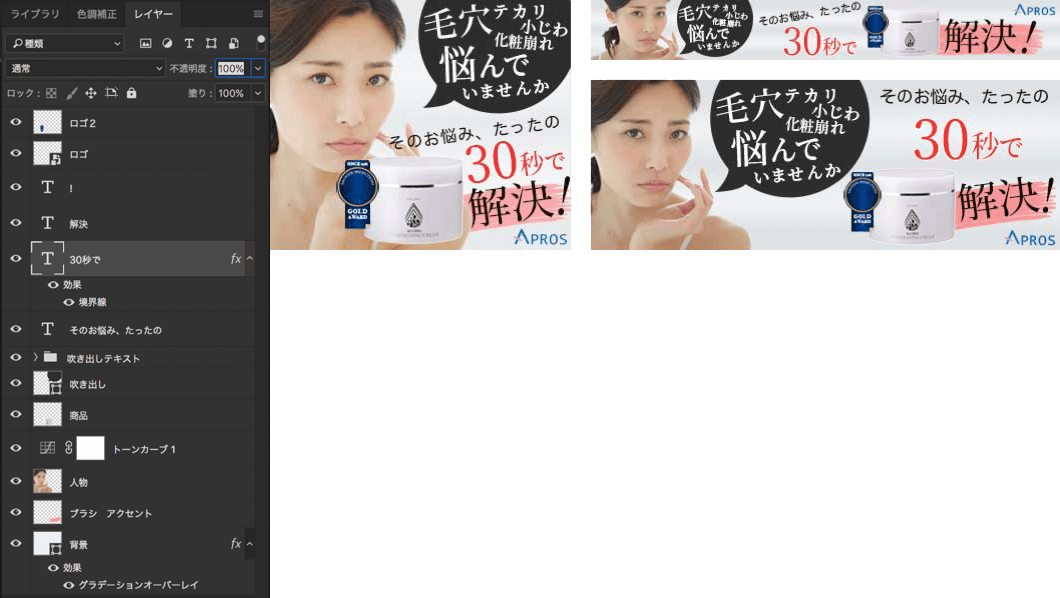 ライブラリ 色調補正 レイヤー
種類
通常 不透明度： 100%
ロック： 塗り： 100%
ロゴ2
ロゴ
T !
T 解決
T 30秒で fx
効果
境界線
T そのお悩み、たったの
吹き出しテキスト
吹き出し
商品
トーンカーブ 1
人物
ブラシ アクセント
背景 fx
効果
グラデーションオーバーレイ
毛穴テカリ
小じわ
化粧崩れ
悩んで
いませんか
そのお悩み、たったの
30秒で
解決!
GOLD
AWARD
APROS
毛穴テカリ
小じわ
化粧崩れ
悩んで
いませんか
そのお悩み、たったの
30秒で
解決!
APROS
毛穴テカリ
小じわ
化粧崩れ
悩んで
いませんか
そのお悩み、たったの
30秒で
解決!
GOLD
AWARD
APROS